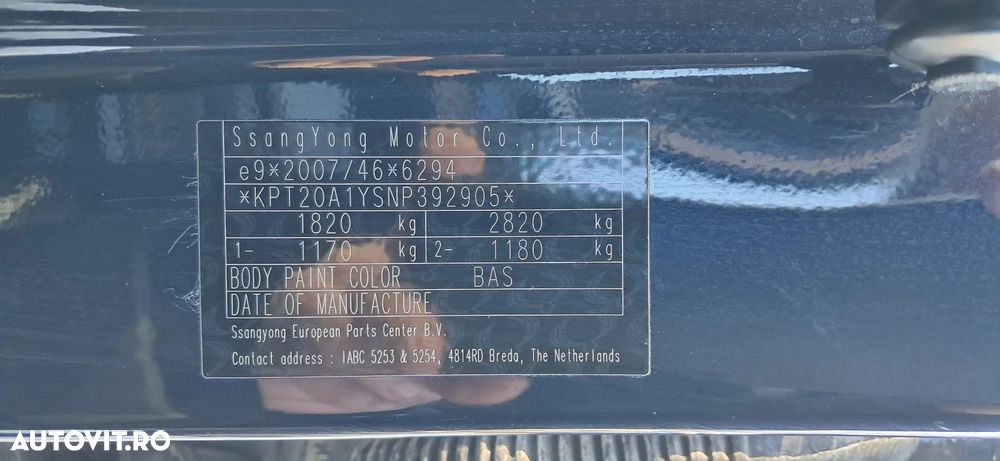 SsangYong Motor Co., Ltd.
e9*2007/46*6294
*KPT20A1YSNP392905*
1820 kg 2820 kg
1- 1170 kg 2- 1180 kg
BODY PAINT COLOR BAS
DATE OF MANUFACTURE
Ssangyong European Parts Center B.V.
Contact address : IABC 5253 & 5254, 4814RD Breda, The Netherlands
AUTOVIT.RO